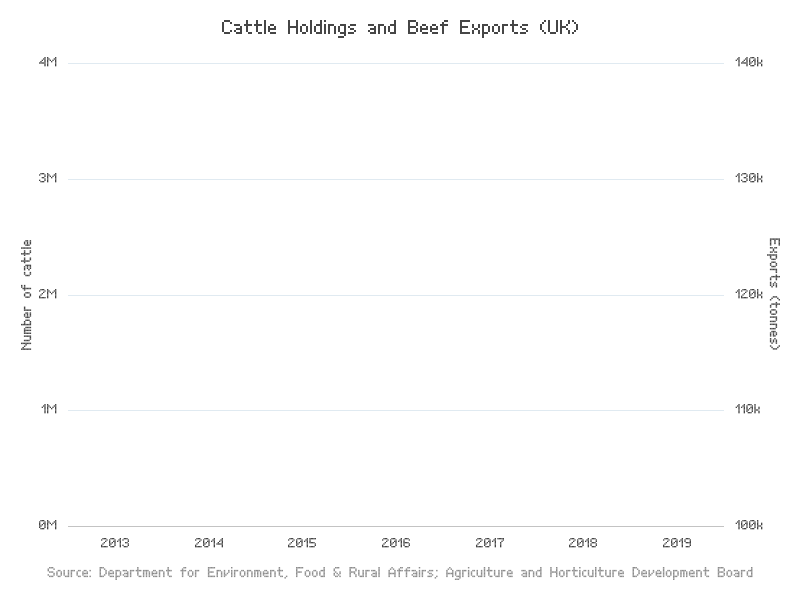 Cattle Holdings and Beef Exports (UK)
4M
140k
3M
130k
Number of cattle
Exports (tonnes)
2M
120k
1M
110k
0M
100k
2013 2014 2015 2016 2017 2018 2019
Source: Department for Environment, Food & Rural Affairs; Agriculture and Horticulture Development Board